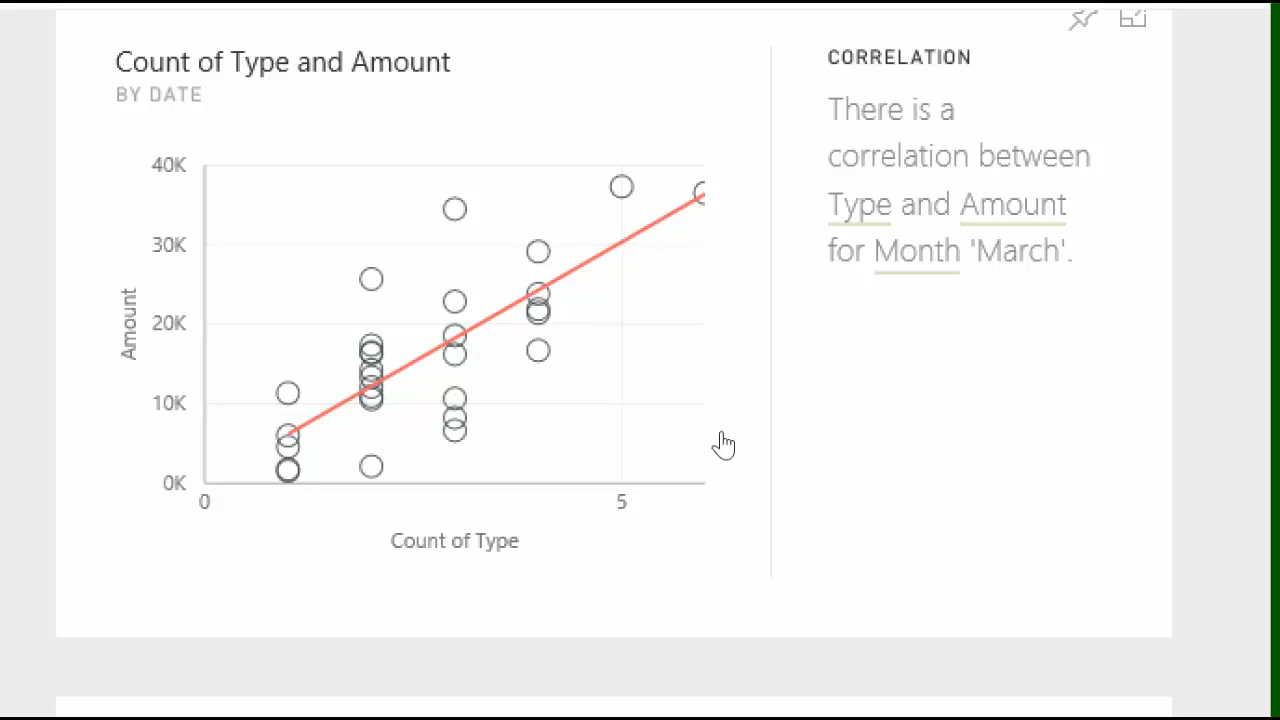 Count of Type and Amount
BY DATE
40K
30K
20K
10K
0K
Amount
0
5
Count of Type
CORRELATION
There is a
correlation between
Type and Amount
for Month 'March'.